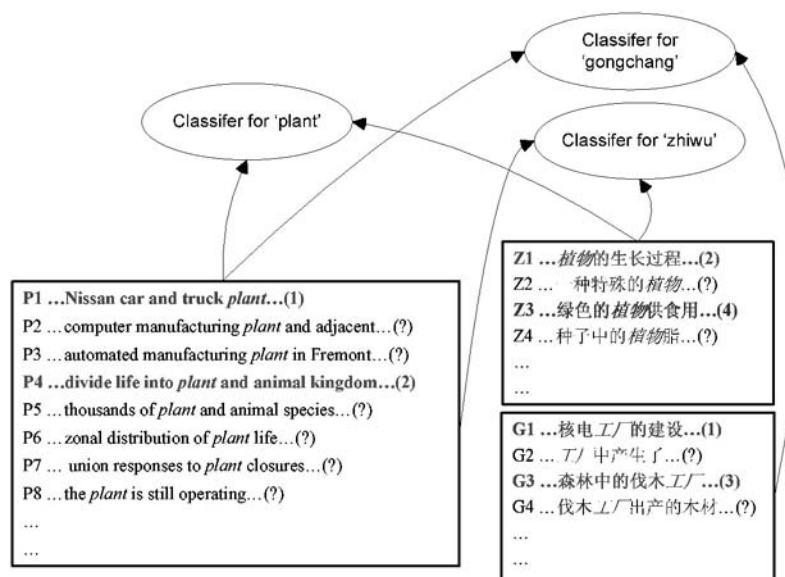 Classifer for
'gongchang'
Classifer for 'plant'
Classifer for 'zhiwu'
P1 ...Nissan car and truck plant...(1)
P2 ...computer manufacturing plant and adjacent...(?)
P3 ...automated manufacturing plant in Fremont...(?)
P4 ...divide life into plant and animal kingdom...(2)
P5 ...thousands of plant and animal species...(?)
P6 ...zonal distribution of plant life...(?)
P7 ... union responses to plant closures...(?)
P8 ...the plant is still operating...(?)
...
...
Z1 ...植物的生长过程...(2)
Z2 ...一种特殊的植物...(?)
Z3 ...绿色的植物供食用...(4)
Z4 ...种子中的植物脂...(?)
...
...
G1 ...核电工厂的建设...(1)
G2 ...工厂中产生了...(?)
G3 ...森林中的伐木工厂...(3)
G4 ...伐木工厂出产的木材...(?)
...
...